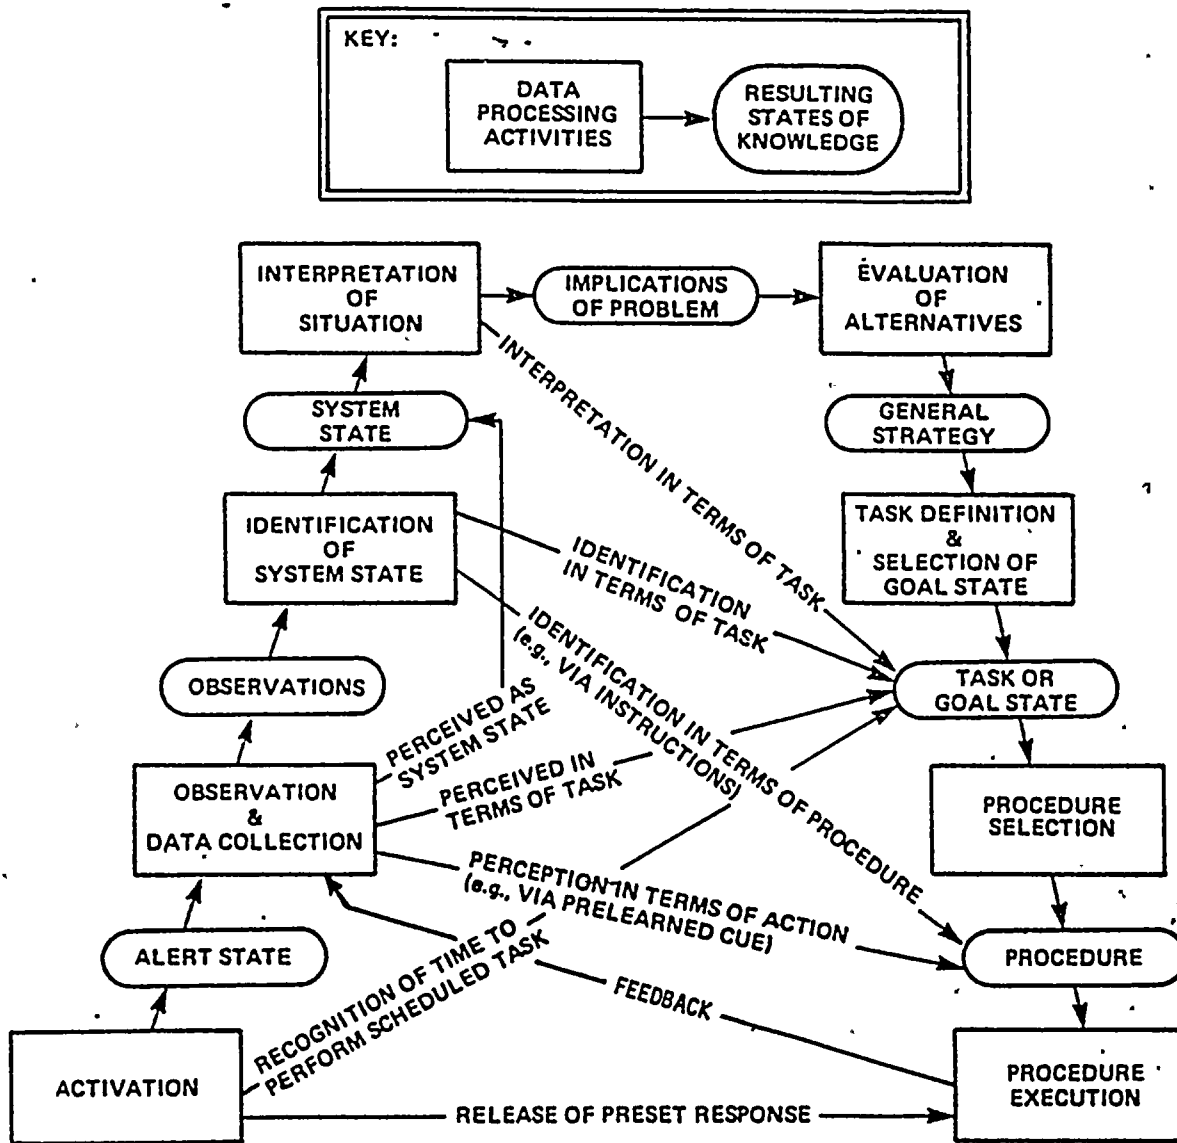 KEY:
DATA
PROCESSING
ACTIVITIES
RESULTING
STATES OF
KNOWLEDGE
INTERPRETATION
OF
SITUATION
IMPLICATIONS
OF PROBLEM
EVALUATION
OF
ALTERNATIVES
SYSTEM
STATE
GENERAL
STRATEGY
INTERPRETATION IN TERMS OF TASK
IDENTIFICATION
OF
SYSTEM STATE
TASK DEFINITION
&
SELECTION OF
GOAL STATE
IDENTIFICATION
IN TERMS OF TASK
IDENTIFICATION IN TERMS OF PROCEDURE
(e.g., VIA INSTRUCTIONS)
OBSERVATIONS
TASK OR
GOAL STATE
PERCEIVED AS
SYSTEM STATE
PERCEIVED IN
TERMS OF TASK
OBSERVATION
&
DATA COLLECTION
PROCEDURE
SELECTION
PERCEPTION IN TERMS OF ACTION
(e.g., VIA PRELEARNED CUE)
ALERT STATE
PROCEDURE
RECOGNITION OF TIME TO
PERFORM SCHEDULED TASK
FEEDBACK
ACTIVATION
PROCEDURE
EXECUTION
RELEASE OF PRESET RESPONSE